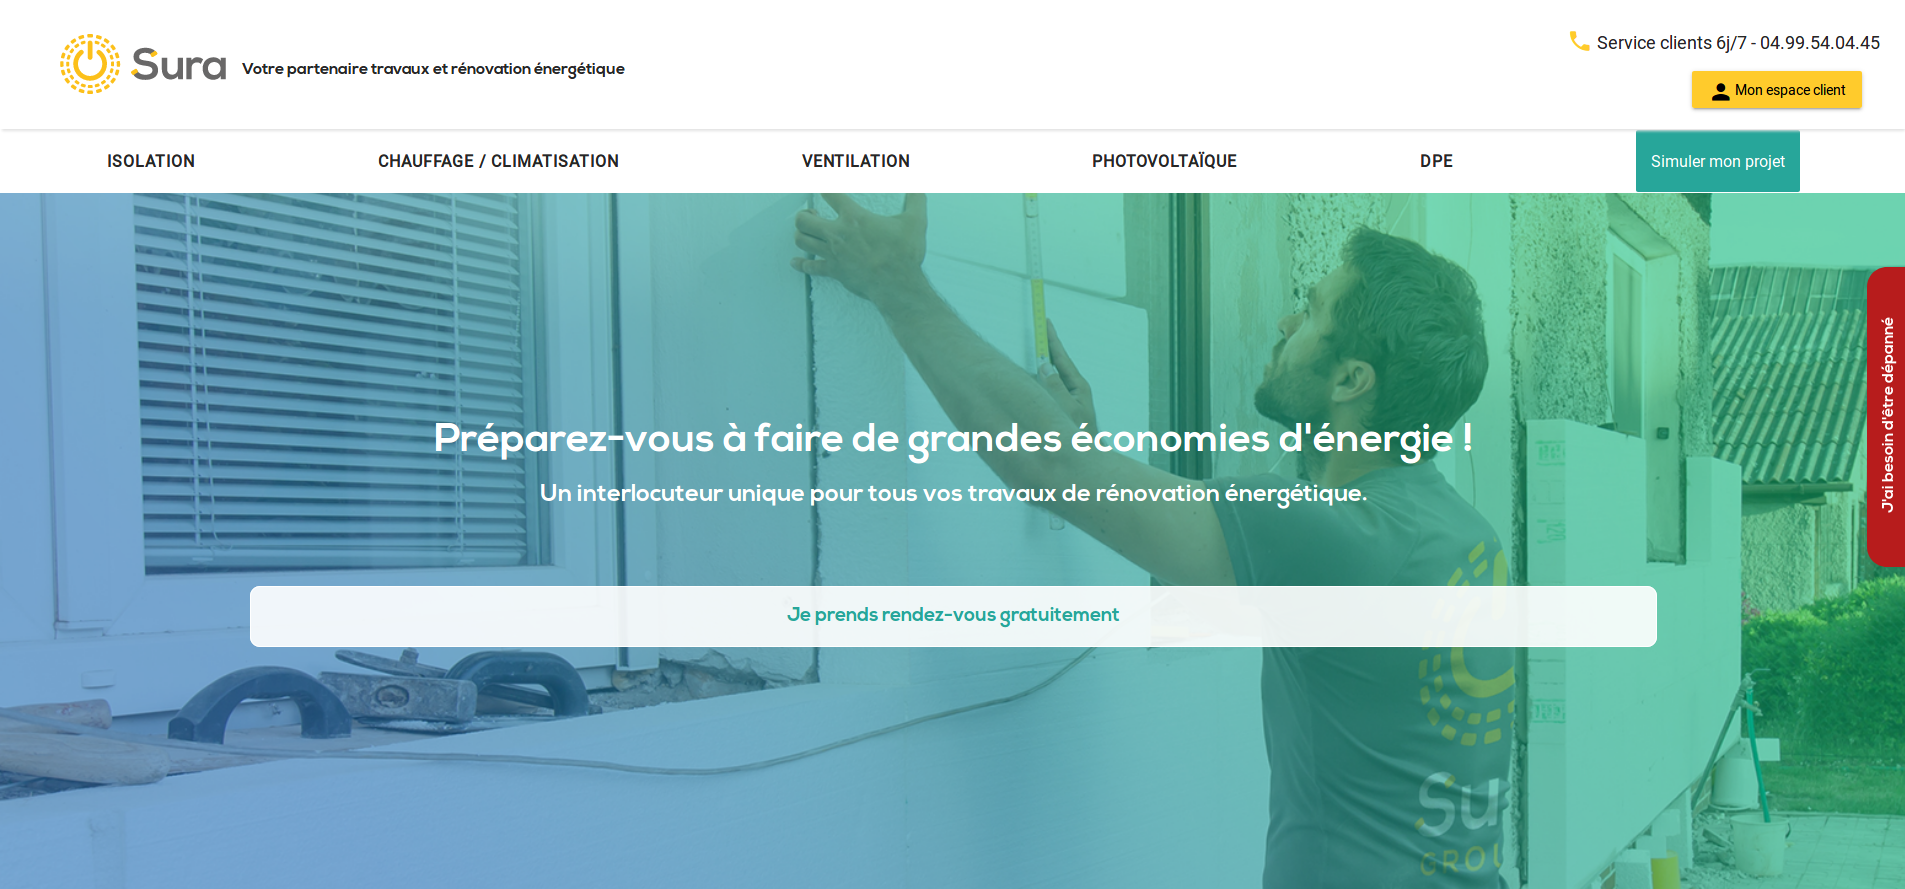 Sura
Votre partenaire travaux et rénovation énergétique
Service clients 6j/7 - 04.99.54.04.45
Mon espace client
ISOLATION
CHAUFFAGE / CLIMATISATION
VENTILATION
PHOTOVOLTAÏQUE
DPE
Simuler mon projet
J'ai besoin d'être dépanné
Préparez-vous à faire de grandes économies d'énergie !
Un interlocuteur unique pour tous vos travaux de rénovation énergétique.
Je prends rendez-vous gratuitement
Su
GROU